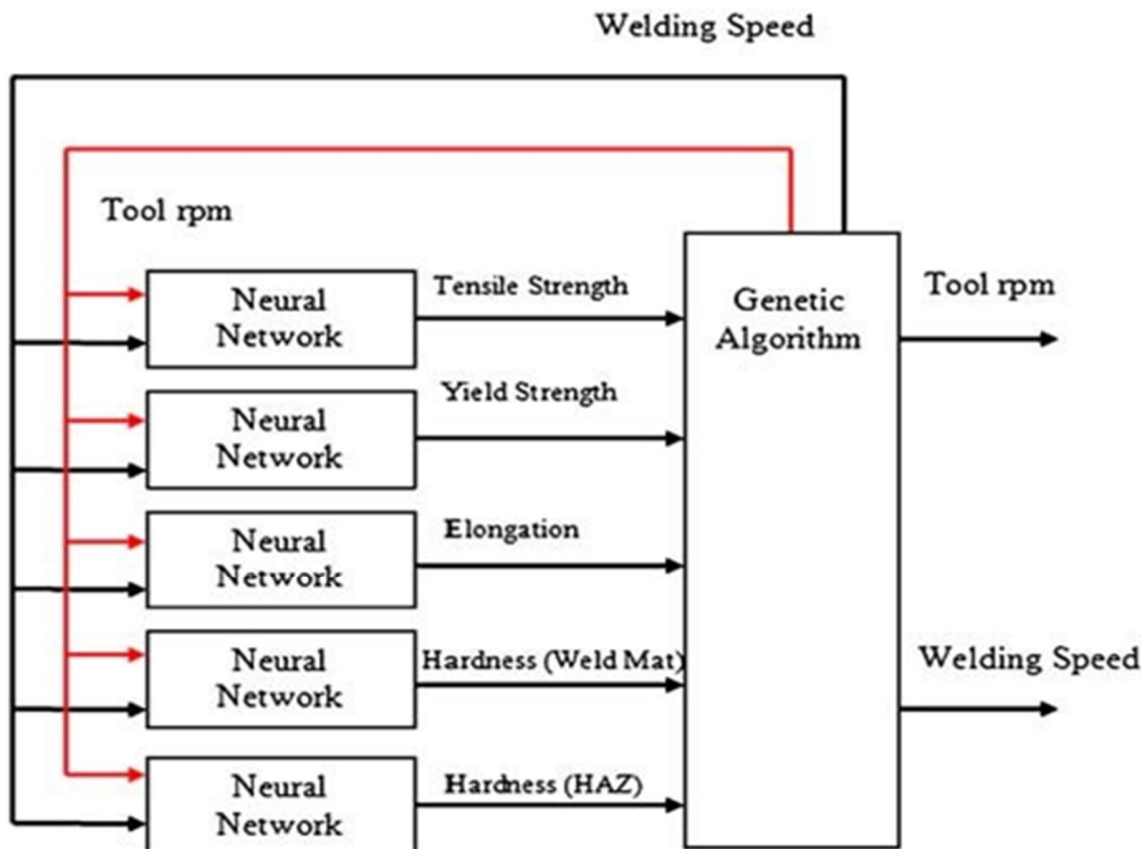 Welding Speed
Tool rpm
Neural
Network
Tensile Strength
Genetic
Algorithm
Tool rpm
Neural
Network
Yield Strength
Neural
Network
Elongation
Neural
Network
Hardness (Weld Mat)
Welding Speed
Neural
Network
Hardness (HAZ)